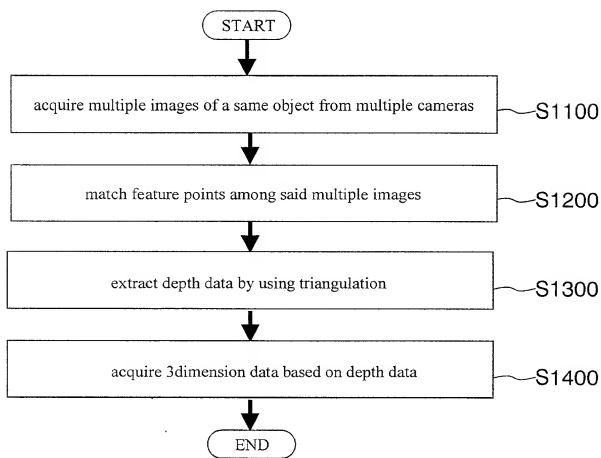 START
acquire multiple images of a same object from multiple cameras
S1100
match feature points among said multiple images
S1200
extract depth data by using triangulation
S1300
acquire 3dimension data based on depth data
S1400
END